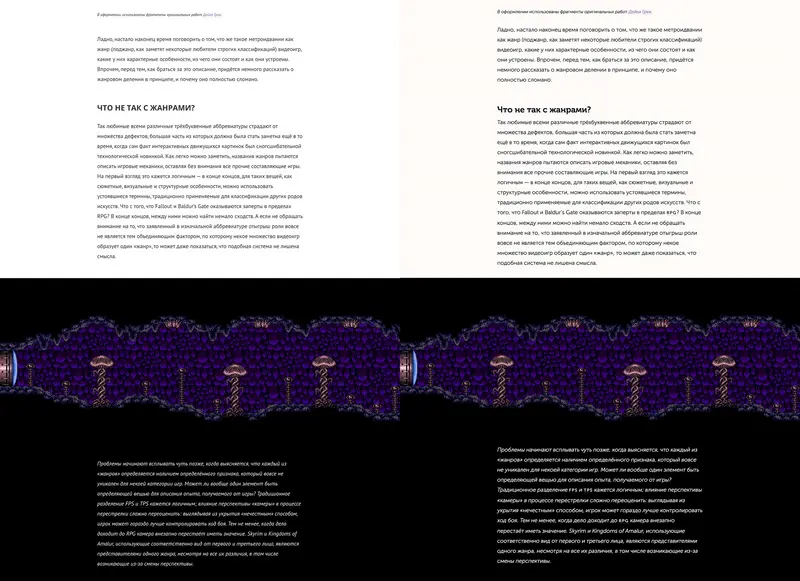 В оформлении использованы фрагменты оригинальных работ Дейва Грея.
Ладно, настало время поговорить о том, что же такое метроидвании
как жанр (поджанр, как заметят некоторые любители строгих классификаций) видеоигр,
какие у них характерные особенности, из чего они состоят и как они устроены.
Впрочем, перед тем, как браться за это описание, придётся немного рассказать о
жанровом делении в принципе, и почему оно полностью сломано.
ЧТО НЕ ТАК С ЖАНРАМИ?
Так любимые всеми различные трёхбуквенные аббревиатуры страдают от
множества дефектов, большая часть из которых должна была стать заметна ещё в то
время, когда сам факт интерактивных движущихся картинок был сногсшибательной
технологической новинкой. Как легко можно заметить, названия жанров пытаются
описать игровые механики, оставляя без внимания все прочие составляющие игры.
На первый взгляд это кажется логичным — в конце концов, для таких вещей, как
сюжетные, визуальные и структурные особенности, можно использовать
устоявшиеся термины, традиционно применяемые для классификации других родов
искусств. Что с того, что Fallout и Baldur's Gate оказываются заперты в пределах
RPG? В конце концов, между ними можно найти немало сходств. А если не обращать
внимание на то, что заявленный в изначальной аббревиатуре отыгрыш роли
вовсе не является тем объединяющим фактором, по которому некое множество видеоигр
образует один «жанр», то может даже показаться, что подобная система не лишена
смысла.
Проблемы начинают всплывать чуть позже, когда выясняется, что каждый из
«жанров» определяется наличием определённого признака, который вовсе не
уникален для некоей категории игр. Может ли вообще один элемент быть
определяющей вещью для описания опыта, получаемого от игры? Традиционное
разделение FPS и TPS кажется логичным; влияние перспективы «камеры» в процессе
перестрелки сложно переоценить: выглядывая из укрытия «нечестным» способом,
игрок может гораздо лучше контролировать ход боя. Тем не менее, когда дело
доходит до RPG камера внезапно перестаёт иметь значение. Skyrim и Kingdoms of
Amalur, использующие соответственно вид от первого и третьего лица, являются
представителями одного жанра, несмотря на все их различия, в том числе
возникающие из-за смены перспективы.
В оформлении использованы фрагменты оригинальных работ Дейва Грея.
Ладно, настало время поговорить о том, что же такое метроидвании
как жанр (поджанр, как заметят некоторые любители строгих классификаций)
видеоигр, какие у них характерные особенности, из чего они состоят и как
они устроены. Впрочем, перед тем, как браться за это описание, придётся
немного рассказать о жанровом делении в принципе, и почему оно
полностью сломано.
Что не так с жанрами?
Так любимые всеми различные трёхбуквенные аббревиатуры страдают от
множества дефектов, большая часть из которых должна была стать заметна
ещё в то время, когда сам факт интерактивных движущихся картинок был
сногсшибательной технологической новинкой. Как легко можно заметить,
названия жанров пытаются описать игровые механики, оставляя без
внимания все прочие составляющие игры. На первый взгляд это кажется
логичным — в конце концов, для таких вещей, как сюжетные, визуальные и
структурные особенности, можно использовать устоявшиеся термины,
традиционно применяемые для классификации других родов искусств. Что с
того, что Fallout и Baldur's Gate оказываются заперты в пределах RPG? В конце
концов, между ними можно найти немало сходств. А если не обращать
внимание на то, что заявленный в изначальной аббревиатуре отыгрыш роли
вовсе не является тем объединяющим фактором, по которому некое
множество видеоигр образует один «жанр», то может даже показаться, что
подобная система не лишена смысла.
Проблемы начинают всплывать чуть позже, когда выясняется, что каждый из
«жанров» определяется наличием определённого признака, который вовсе
не уникален для некоей категории игр. Может ли вообще один элемент быть
определяющей вещью для описания опыта, получаемого от игры?
Традиционное разделение FPS и TPS кажется логичным; влияние перспективы
«камеры» в процессе перестрелки сложно переоценить: выглядывая из
укрытия «нечестным» способом, игрок может гораздо лучше контролировать
ход боя. Тем не менее, когда дело доходит до RPG камера внезапно
перестаёт иметь значение. Skyrim и Kingdoms of Amalur, использующие
соответственно вид от первого и третьего лица, являются представителями
одного жанра, несмотря на все их различия, в том числе возникающие из-за
смены перспективы.